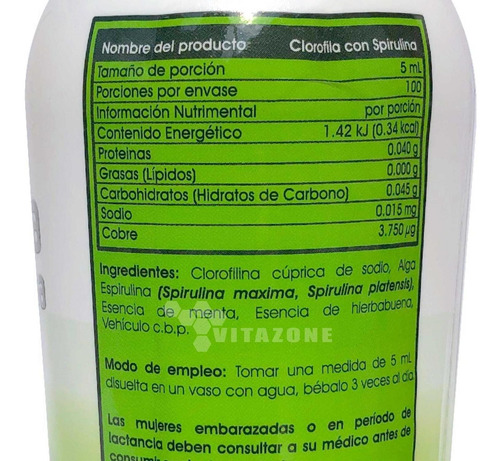 Nombre del producto Clorofila con Spirulina
Tamaño de porción 5 mL
Porciones por envase 100
Información Nutrimental por porción
Contenido Energético 1.42 kJ (0.34 kcal)
Proteinas 0.040 g
Grasas (Lípidos) 0.000 g
Carbohidratos (Hidratos de Carbono) 0.045 g
Sodio 0.015 mg
Cobre 3.750 µg
Ingredientes: Clorofilina cúprica de sodio, Alga
Espirulina (Spirulina maxima, Spirulina platensis),
Esencia de menta, Esencia de hierbabuena,
Vehículo c.b.p.
VITAZONE
Modo de empleo: Tomar una medida de 5 mL
disuelta en un vaso con agua, bébalo 3 veces al día.
Las mujeres embarazadas o en período de
lactancia deben consultar a su médico antes de